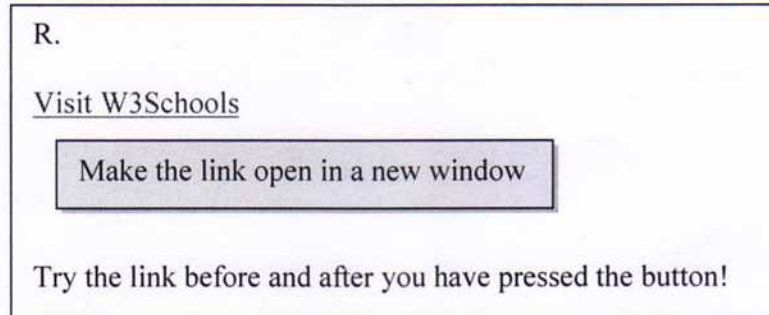 R.
Visit W3Schools
Make the link open in a new window
Try the link before and after you have pressed the button!